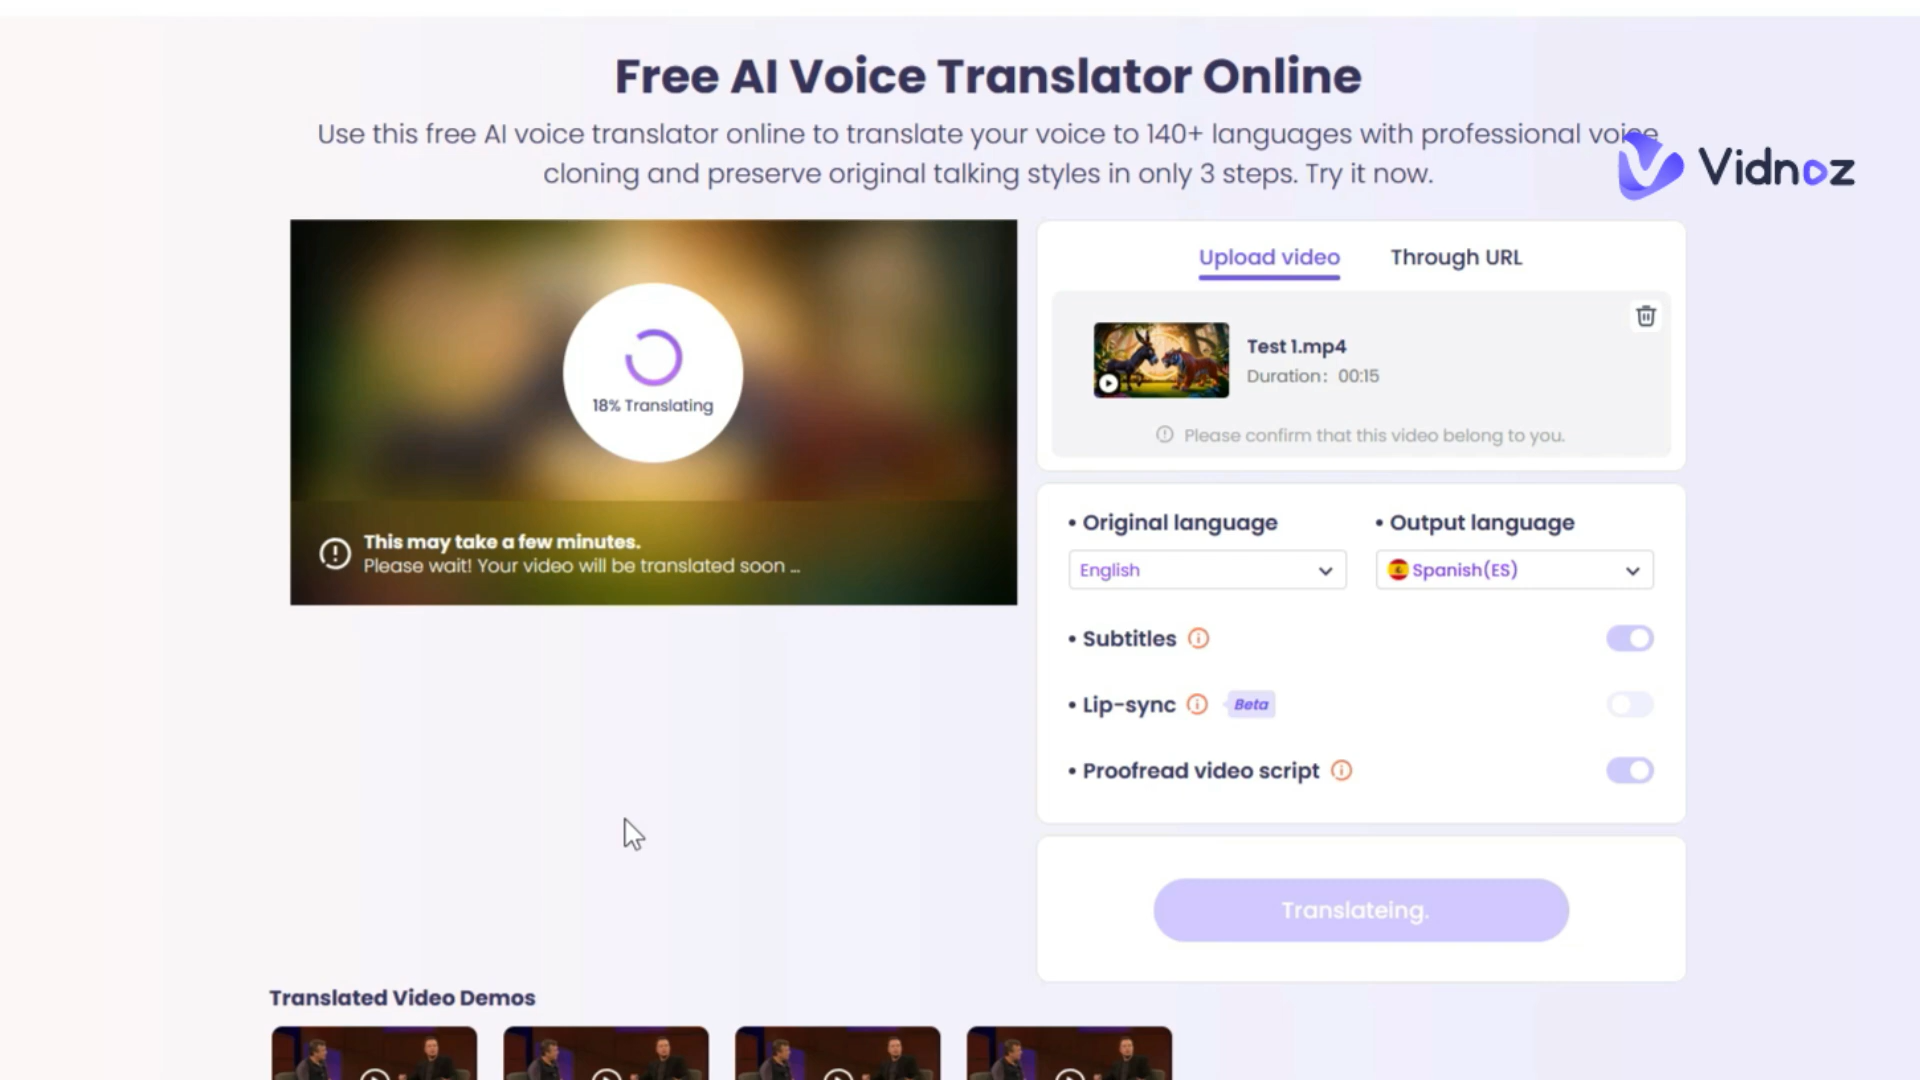 Free AI Voice Translator Online
Use this free AI voice translator online to translate your voice to 140+ languages with professional voice
cloning and preserve original talking styles in only 3 steps. Try it now.
Vidnoz
Upload video
Through URL
Test 1.mp4
Duration: 00:15
Please confirm that this video belong to you.
18% Translating
This may take a few minutes.
Please wait! Your video will be translated soon ...
• Original language
• Output language
English
Spanish(ES)
• Subtitles
• Lip-sync
Beta
• Proofread video script
Translateing.
Translated Video Demos